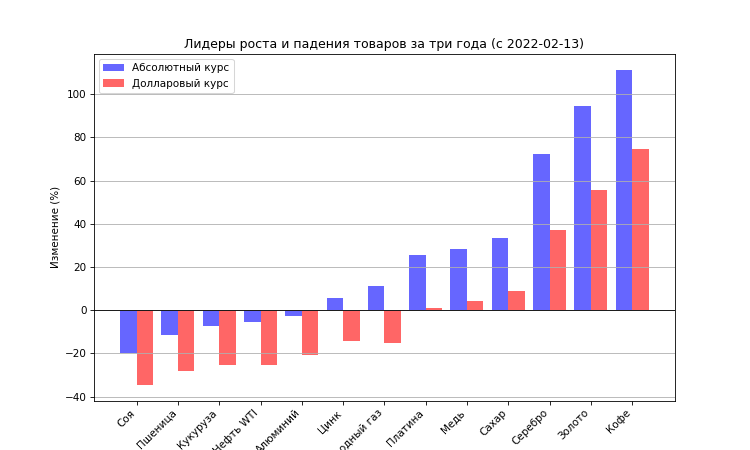 Лидеры роста и падения товаров за три года (с 2022-02-13)
Абсолютный курс
Долларовый курс
Изменение (%)
100
80
60
40
20
0
−20
−40
Соя
Пшеница
Кукуруза
Нефть WTI
Алюминий
Цинк
газ
Платина
Медь
Сахар
Серебро
Золото
Кофе